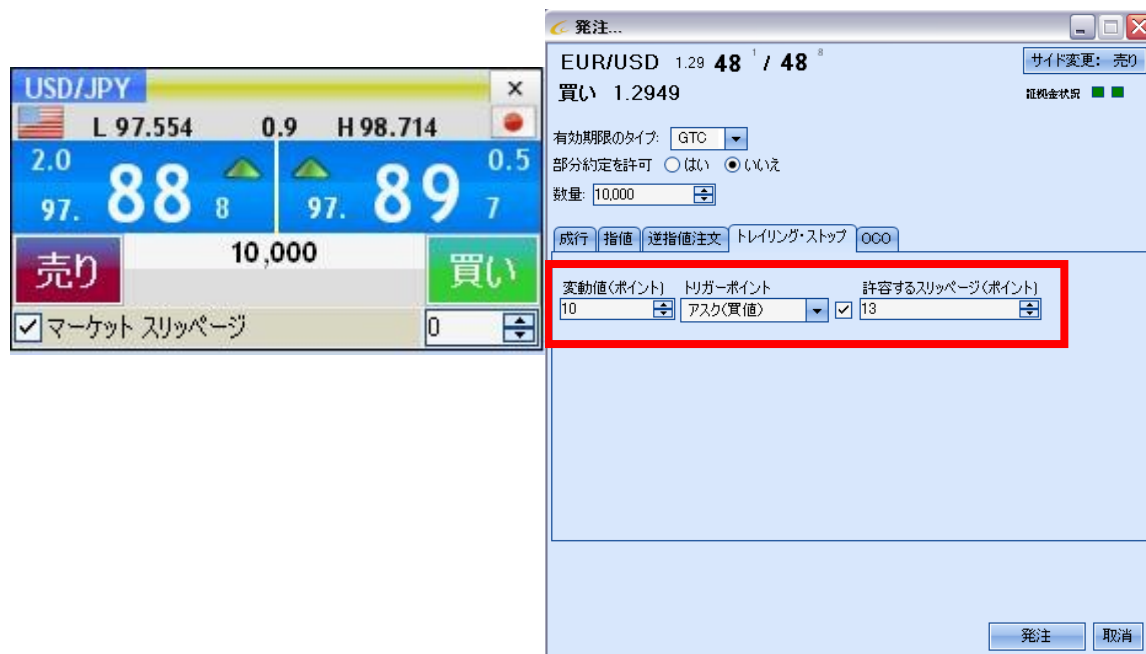 USD/JPY ×
L 97.554 0.9 H 98.714
2.0 0.5
97. 88 8 97. 89 7
売り 10,000 買い
マーケット スリッページ 0
発注...
EUR/USD 1.29 48 1 / 48 8 サイド変更: 売り
買い 1.2949 証拠金状況
有効期限のタイプ: GTC
部分約定を許可 はい いいえ
数量: 10,000
成行 指値 逆指値注文 トレイリング・ストップ OCO
変動値(ポイント) トリガーポイント 許容するスリッページ(ポイント)
10 アスク(買値) 13
発注 取消